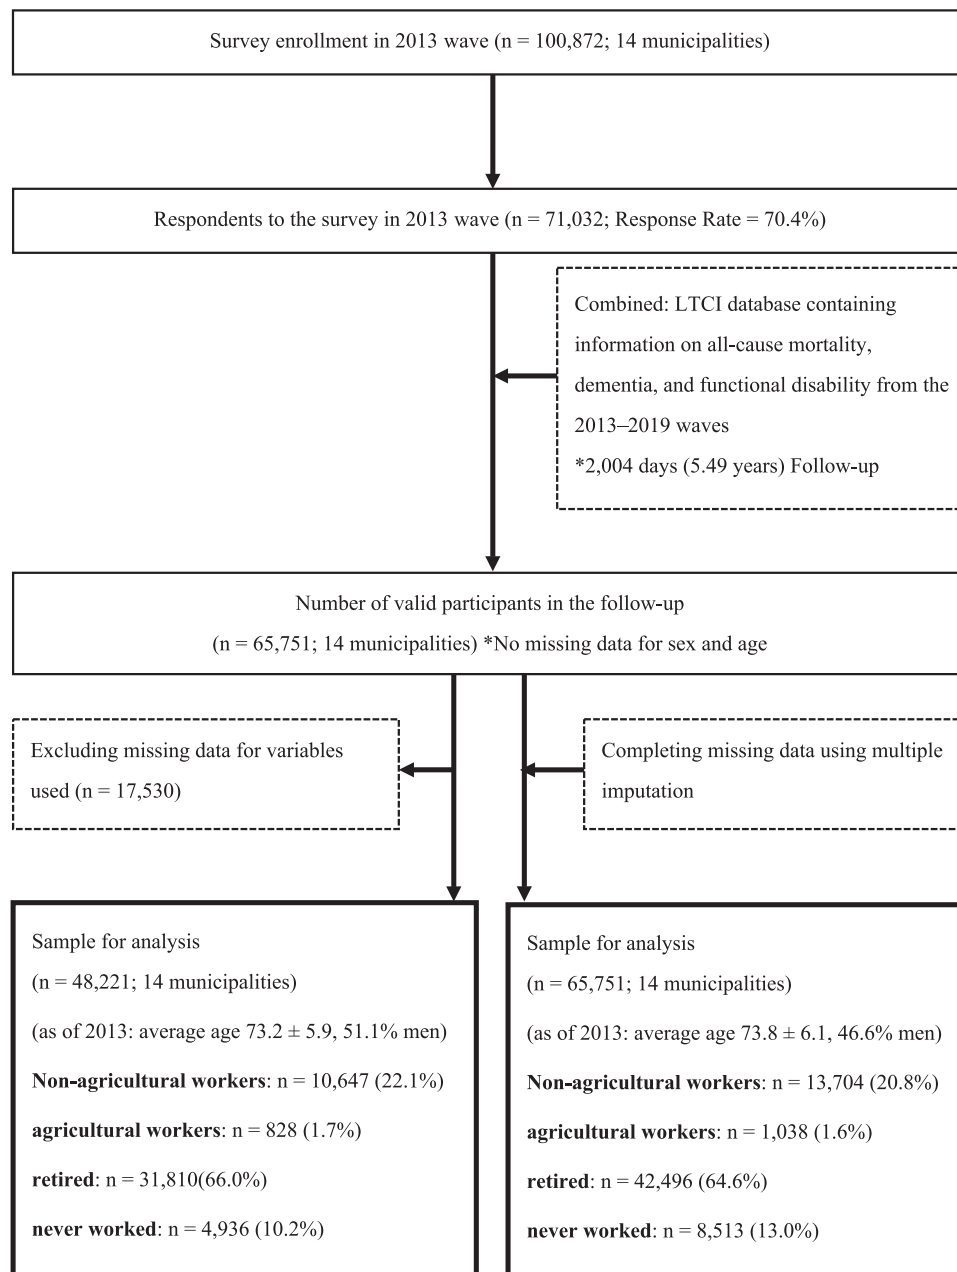 Survey enrollment in 2013 wave (n = 100,872; 14 municipalities)
Respondents to the survey in 2013 wave (n = 71,032; Response Rate = 70.4%)
Combined: LTCI database containing
information on all-cause mortality,
dementia, and functional disability from the
2013–2019 waves
*2,004 days (5.49 years) Follow-up
Number of valid participants in the follow-up
(n = 65,751; 14 municipalities) *No missing data for sex and age
Excluding missing data for variables
used (n = 17,530)
Completing missing data using multiple
imputation
Sample for analysis
(n = 48,221; 14 municipalities)
(as of 2013: average age 73.2 ± 5.9, 51.1% men)
Non-agricultural workers: n = 10,647 (22.1%)
agricultural workers: n = 828 (1.7%)
retired: n = 31,810(66.0%)
never worked: n = 4,936 (10.2%)
Sample for analysis
(n = 65,751; 14 municipalities)
(as of 2013: average age 73.8 ± 6.1, 46.6% men)
Non-agricultural workers: n = 13,704 (20.8%)
agricultural workers: n = 1,038 (1.6%)
retired: n = 42,496 (64.6%)
never worked: n = 8,513 (13.0%)